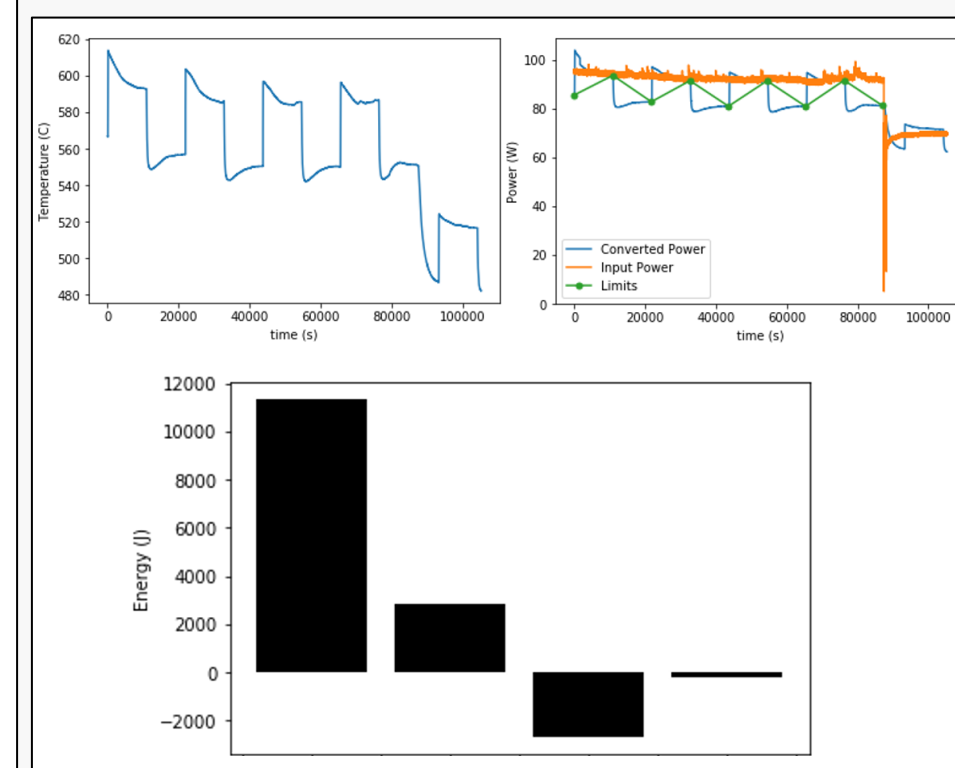 620
600
580
560
540
520
500
480
Temperature (C)
0 20000 40000 60000 80000 100000
time (s)
100
80
60
40
20
0
Power (W)
Converted Power
Input Power
Limits
0 20000 40000 60000 80000 100000
time (s)
12000
10000
8000
6000
4000
2000
0
−2000
Energy (J)